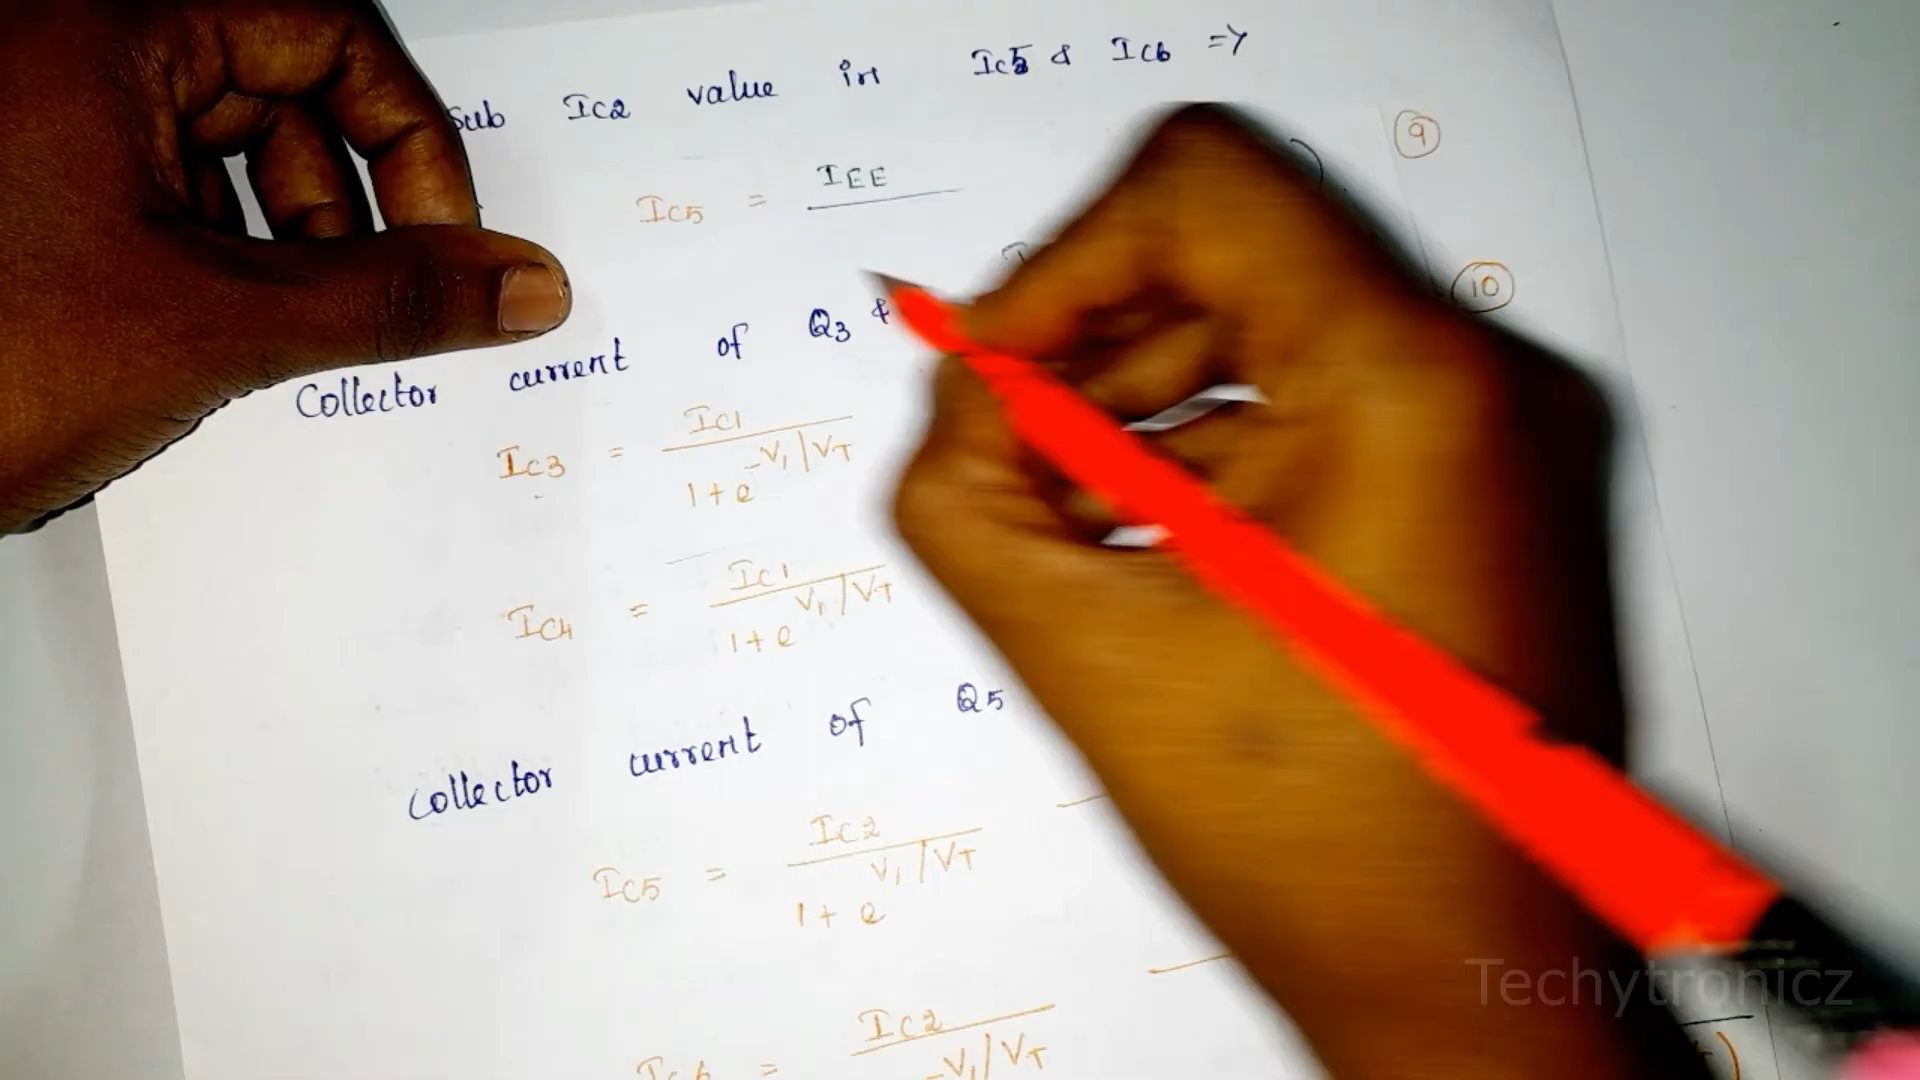 Sub IC2 value in IC5 & IC6 =>
IC5 = IEE
9
10
Collector current of Q3 &
IC3 = IC1 / 1 + e^-V1/VT
IC4 = IC1 / 1 + e^V1/VT
Collector current of Q5
IC5 = IC2 / 1 + e^V1/VT
IC6 = IC2 / -V1/VT
Techytronicz